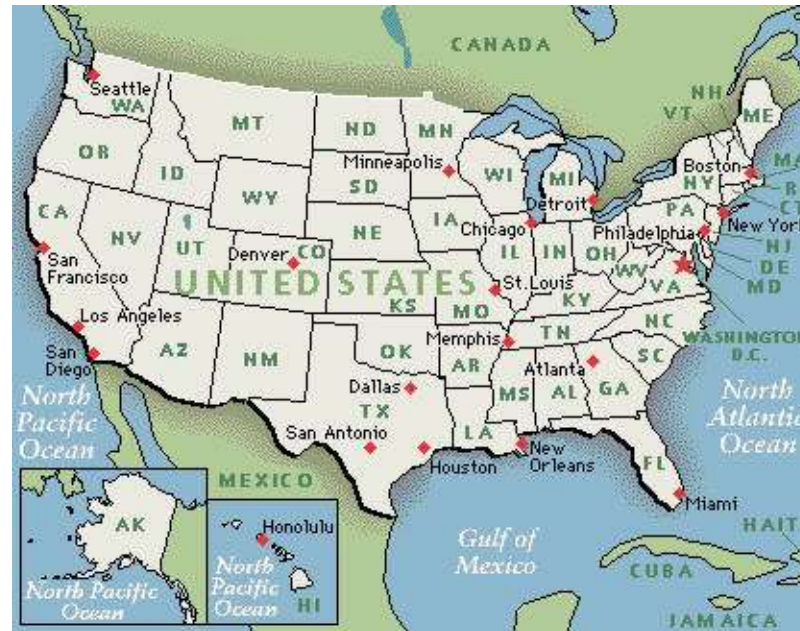 CANADA
NH
VT
ME
Seattle
WA
MT
ND
MN
OR
ID
Minneapolis
WI
MI
Boston
MA
NY
SD
WY
Detroit
CT
CA
IA
Chicago
PA
New York
NV
NE
Philadelphia
UT
Denver
CO
IL
IN
OH
NJ
San
Francisco
WV
DE
UNITED STATES
St. Louis
VA
MD
KS
MO
KY
Los Angeles
NC
WASHINGTON
D.C.
Memphis
TN
San
Diego
AZ
NM
OK
AR
SC
Atlanta
North
Pacific
Ocean
Dallas
TX
MS
AL
GA
North
Atlantic
Ocean
San Antonio
LA
Houston
New
Orleans
FL
MEXICO
Miami
AK
Honolulu
Gulf of
Mexico
HAIT
North
Pacific
Ocean
CUBA
North Pacific
Ocean
HI
JAMAICA